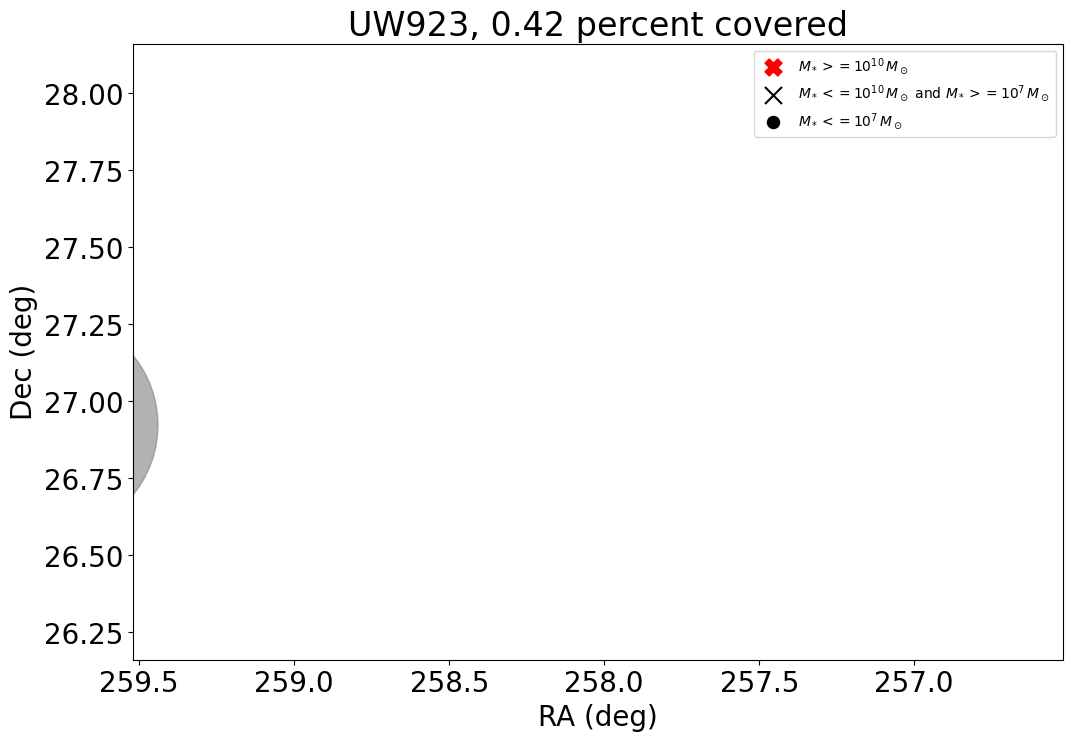 UW923, 0.42 percent covered
M* >= 10^10 M⊙
M* <= 10^10 M⊙ and M* >= 10^7 M⊙
M* <= 10^7 M⊙
28.00
27.75
27.50
27.25
27.00
26.75
26.50
26.25
Dec (deg)
259.5 259.0 258.5 258.0 257.5 257.0
RA (deg)